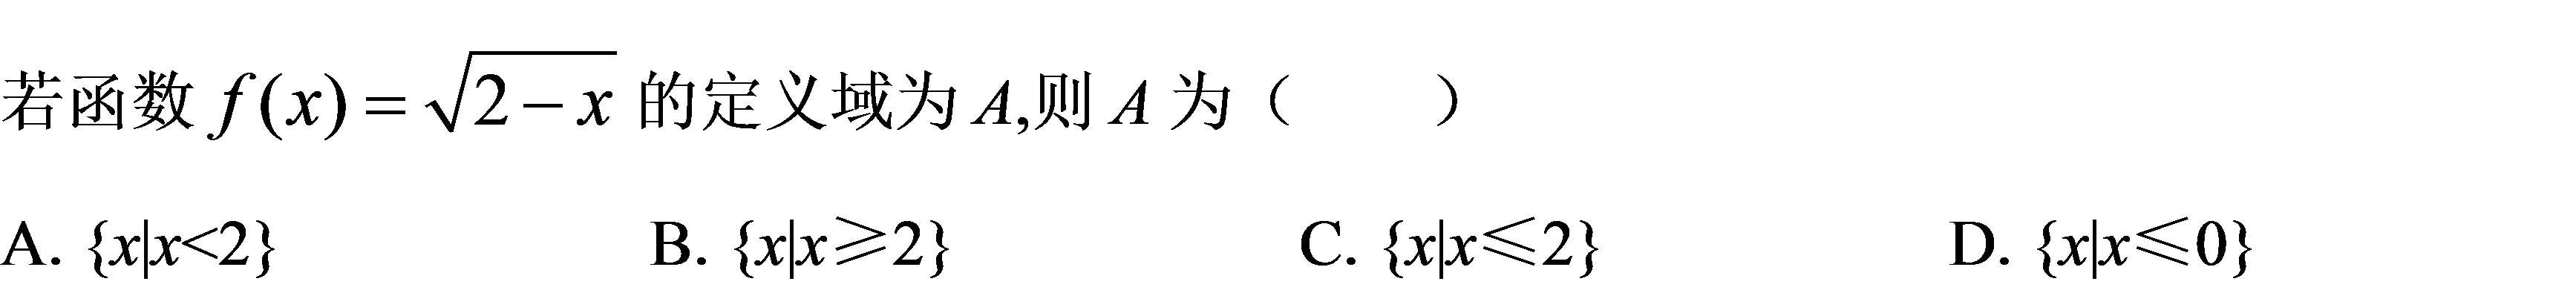 若函数 f(x)=√(2−x) 的定义域为 A,则 A 为（    ）
A. {x|x<2}    B. {x|x≥2}    C. {x|x≤2}    D. {x|x≤0}